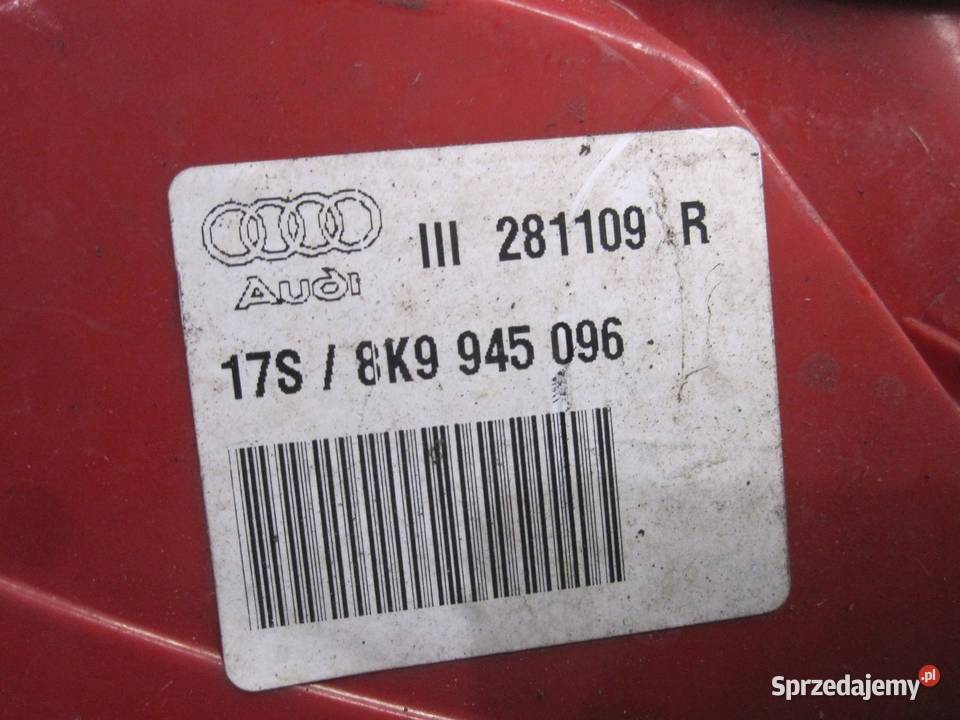 Audi
III 281109 R
17S / 8K9 945 096
Sprzedajemy.pl